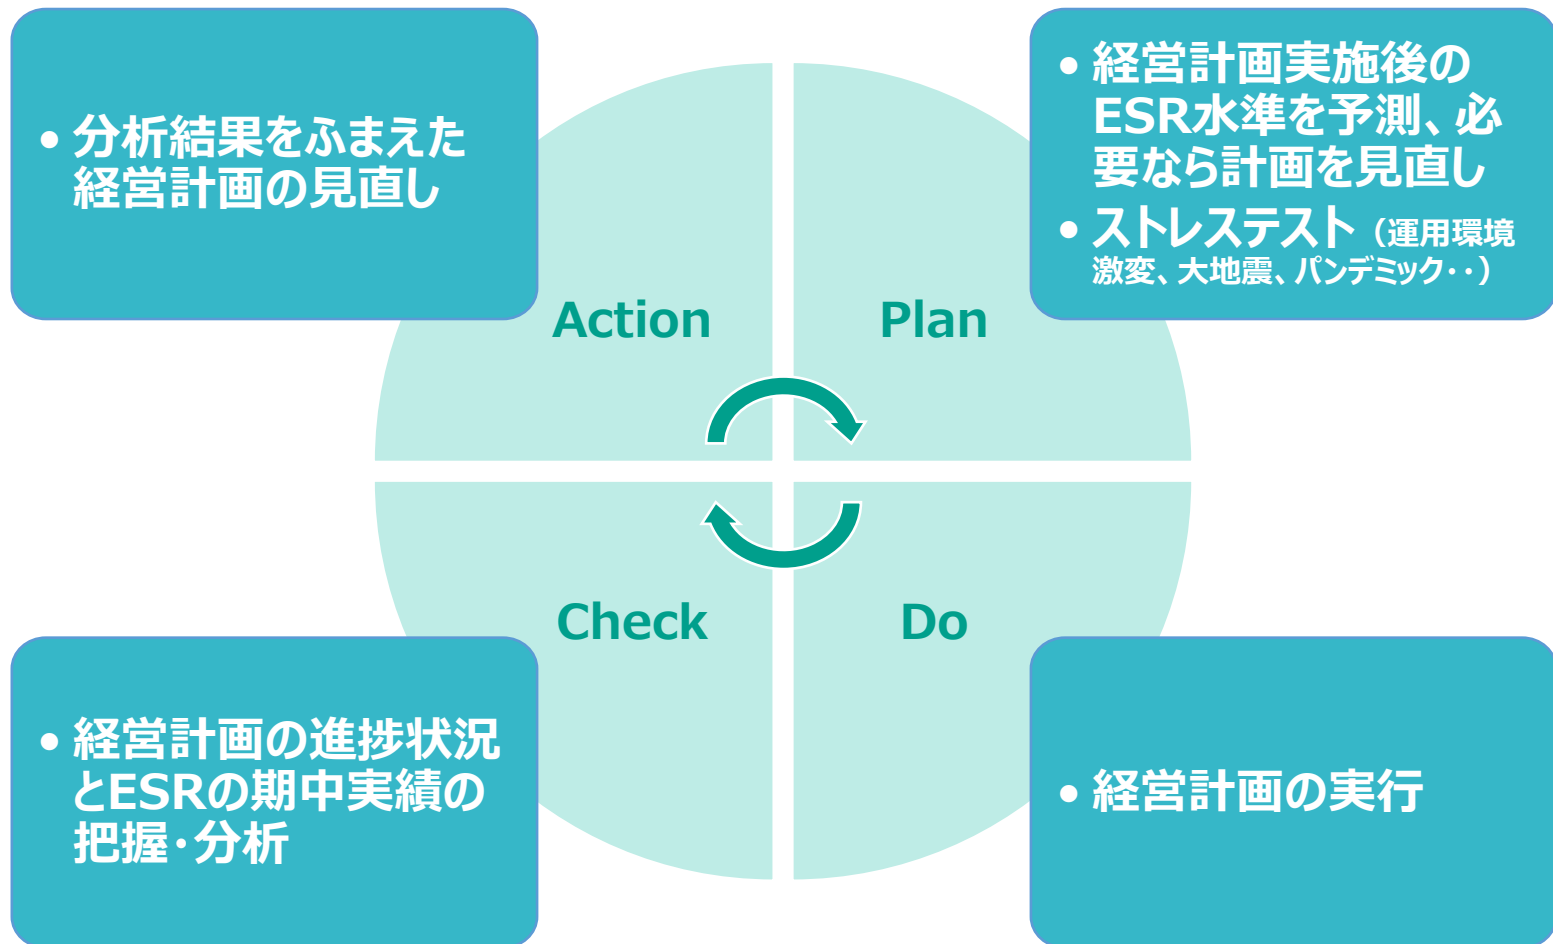 • 分析結果をふまえた
経営計画の見直し
• 経営計画実施後の
ESR水準を予測、必
要なら計画を見直し
• ストレステスト（運用環境
激変、大地震、パンデミック・・）
Action
Plan
Check
Do
• 経営計画の進捗状況
とESRの期中実績の
把握・分析
• 経営計画の実行